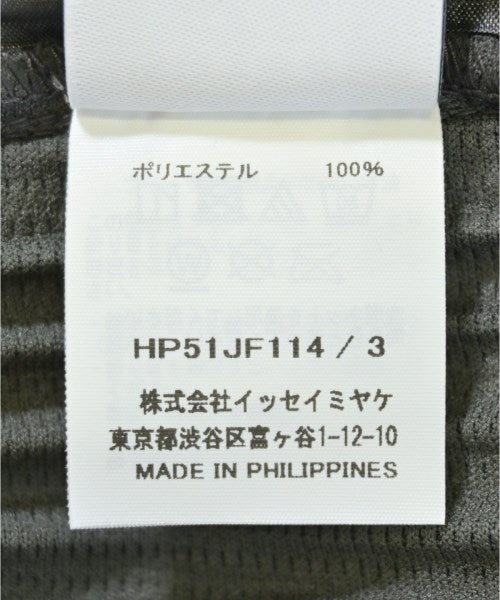 ポリエステル 100%
HP51JF114 / 3
株式会社イッセイミヤケ
東京都渋谷区富ヶ谷1-12-10
MADE IN PHILIPPINES